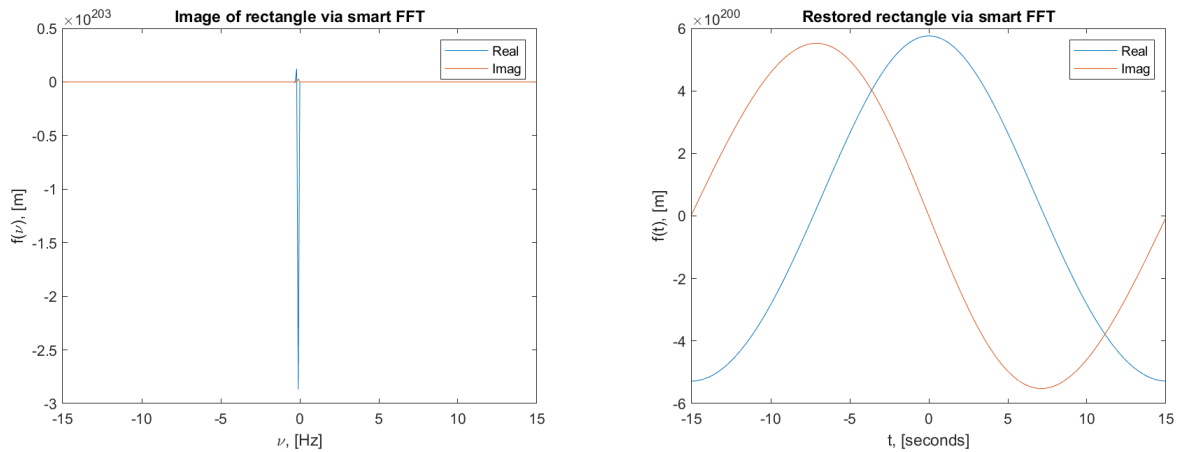 Image of rectangle via smart FFT
×10^203
0.5
0
-0.5
-1
-1.5
-2
-2.5
-3
f(ν), [m]
-15 -10 -5 0 5 10 15
ν, [Hz]
Real
Imag
Restored rectangle via smart FFT
×10^200
6
4
2
0
-2
-4
-6
f(t), [m]
-15 -10 -5 0 5 10 15
t, [seconds]
Real
Imag